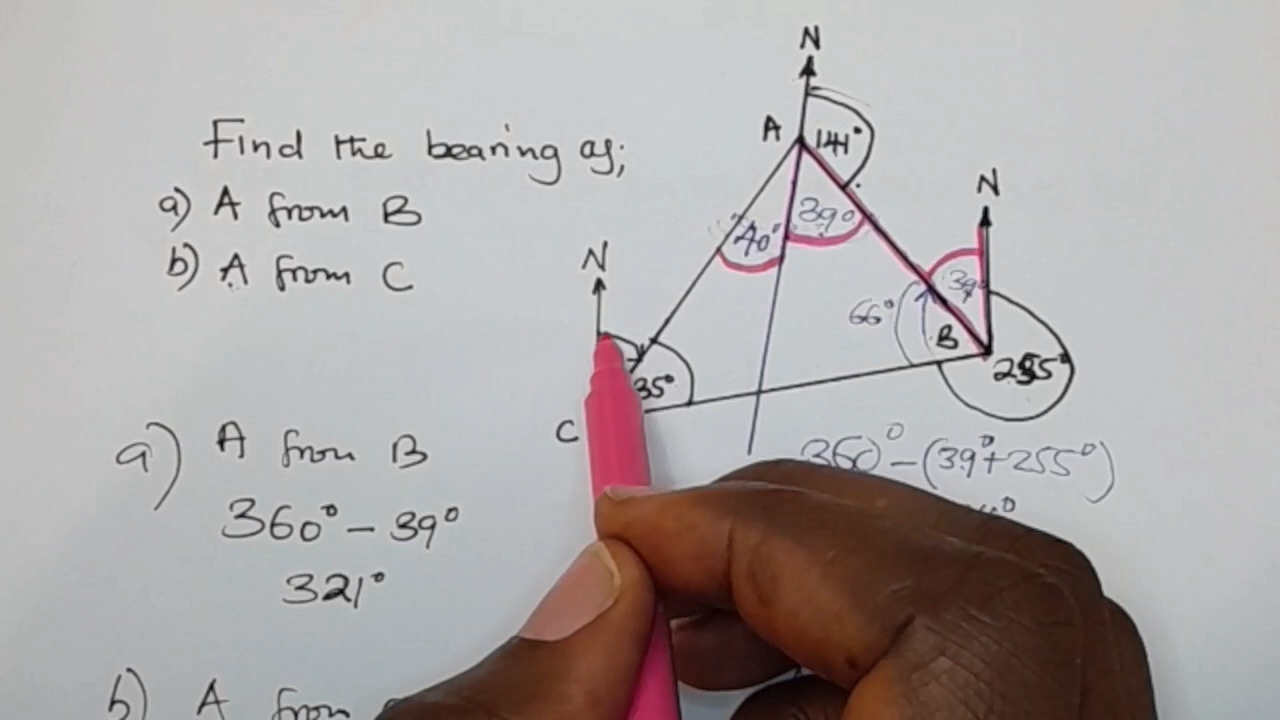 Find the bearing of;
a) A from B
b) A from C
N
A
141°
40°
39°
N
39°
66°
B
255°
N
35°
C
360° - (39° + 255°)
a) A from B
360° - 39°
321°
b) A from